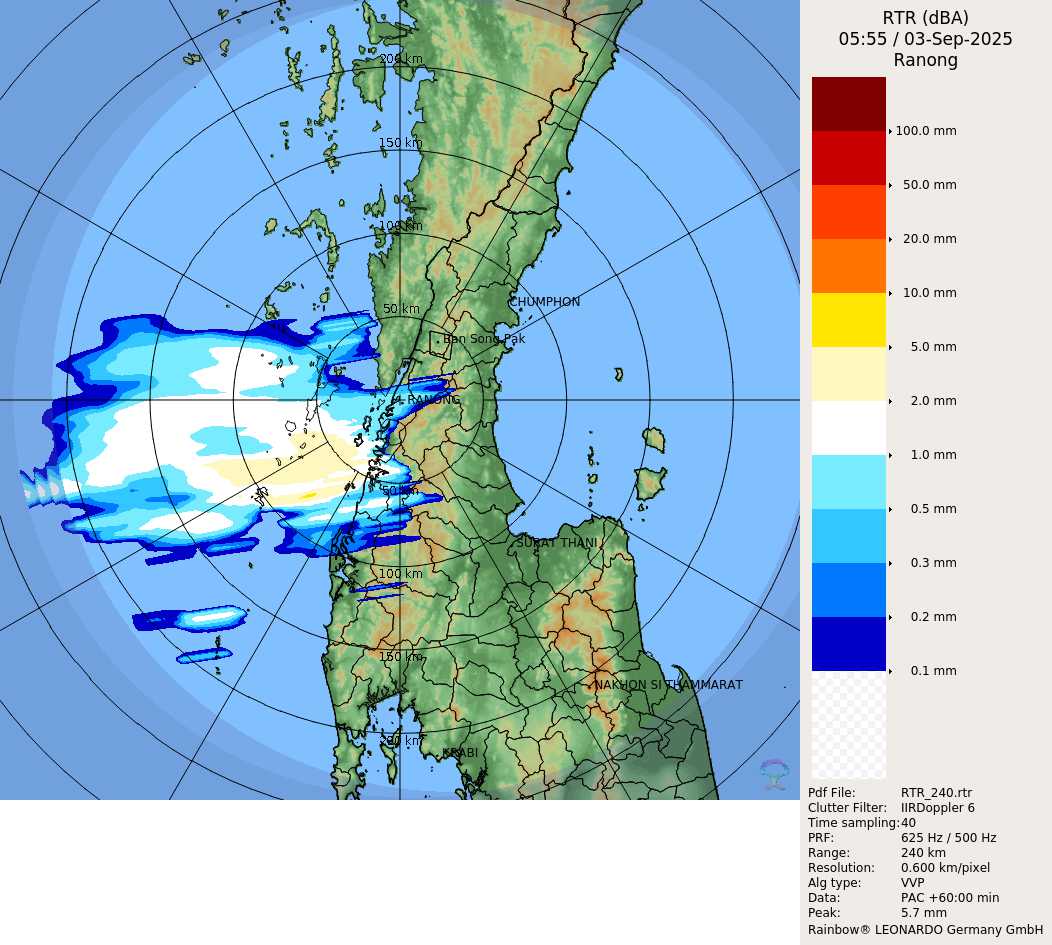 RTR (dBA)
05:55 / 03-Sep-2025
Ranong
100.0 mm
50.0 mm
20.0 mm
10.0 mm
5.0 mm
2.0 mm
1.0 mm
0.5 mm
0.3 mm
0.2 mm
0.1 mm
200 km
150 km
100 km
50 km
CHUMPHON
Ban Song Pak
RANONG
50 km
SURAT THANI
100 km
150 km
NAKHON SI THAMMARAT
200 km
KRABI
Pdf File: RTR_240.rtr
Clutter Filter: IIRDoppler 6
Time sampling:40
PRF: 625 Hz / 500 Hz
Range: 240 km
Resolution: 0.600 km/pixel
Alg type: VVP
Data: PAC +60:00 min
Peak: 5.7 mm
Rainbow® LEONARDO Germany GmbH